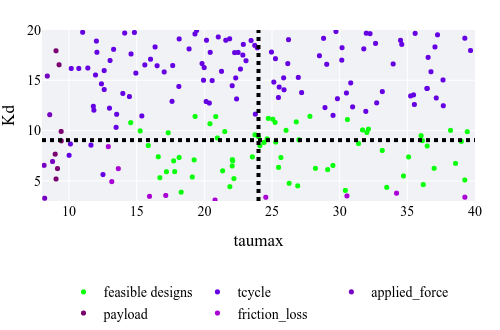 20
15
10
5
Kd
10 15 20 25 30 35 40
taumax
feasible designs tcycle applied_force
payload friction_loss